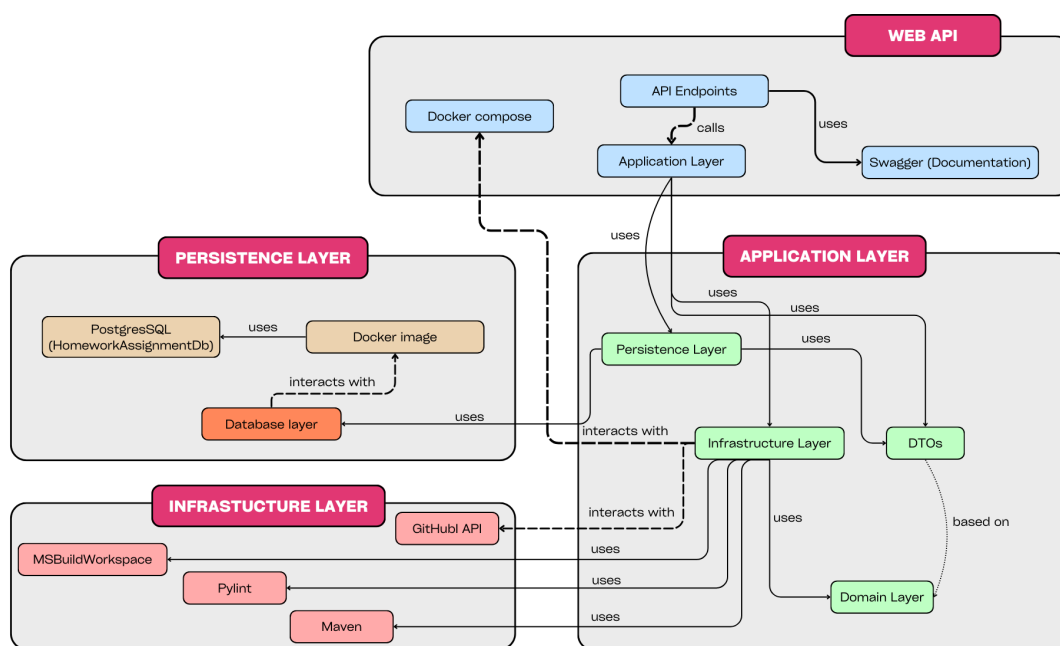 WEB API
API Endpoints
Docker compose
calls
uses
Application Layer
Swagger (Documentation)
uses
PERSISTENCE LAYER
APPLICATION LAYER
uses
PostgresSQL
(HomeworkAssignmentDb)
uses
Docker image
Persistence Layer
uses
interacts with
Database layer
uses
interacts with
Infrastructure Layer
DTOs
INFRASTUCTURE LAYER
GitHubl API
interacts with
uses
based on
MSBuildWorkspace
uses
Pylint
uses
Domain Layer
Maven
uses